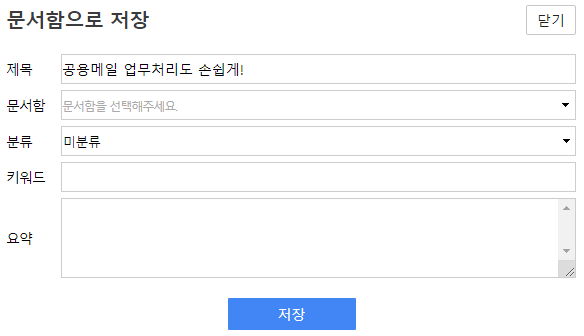 문서함으로 저장
닫기
제목
공용메일 업무처리도 손쉽게!
문서함
문서함을 선택해주세요.
분류
미분류
키워드
요약
저장